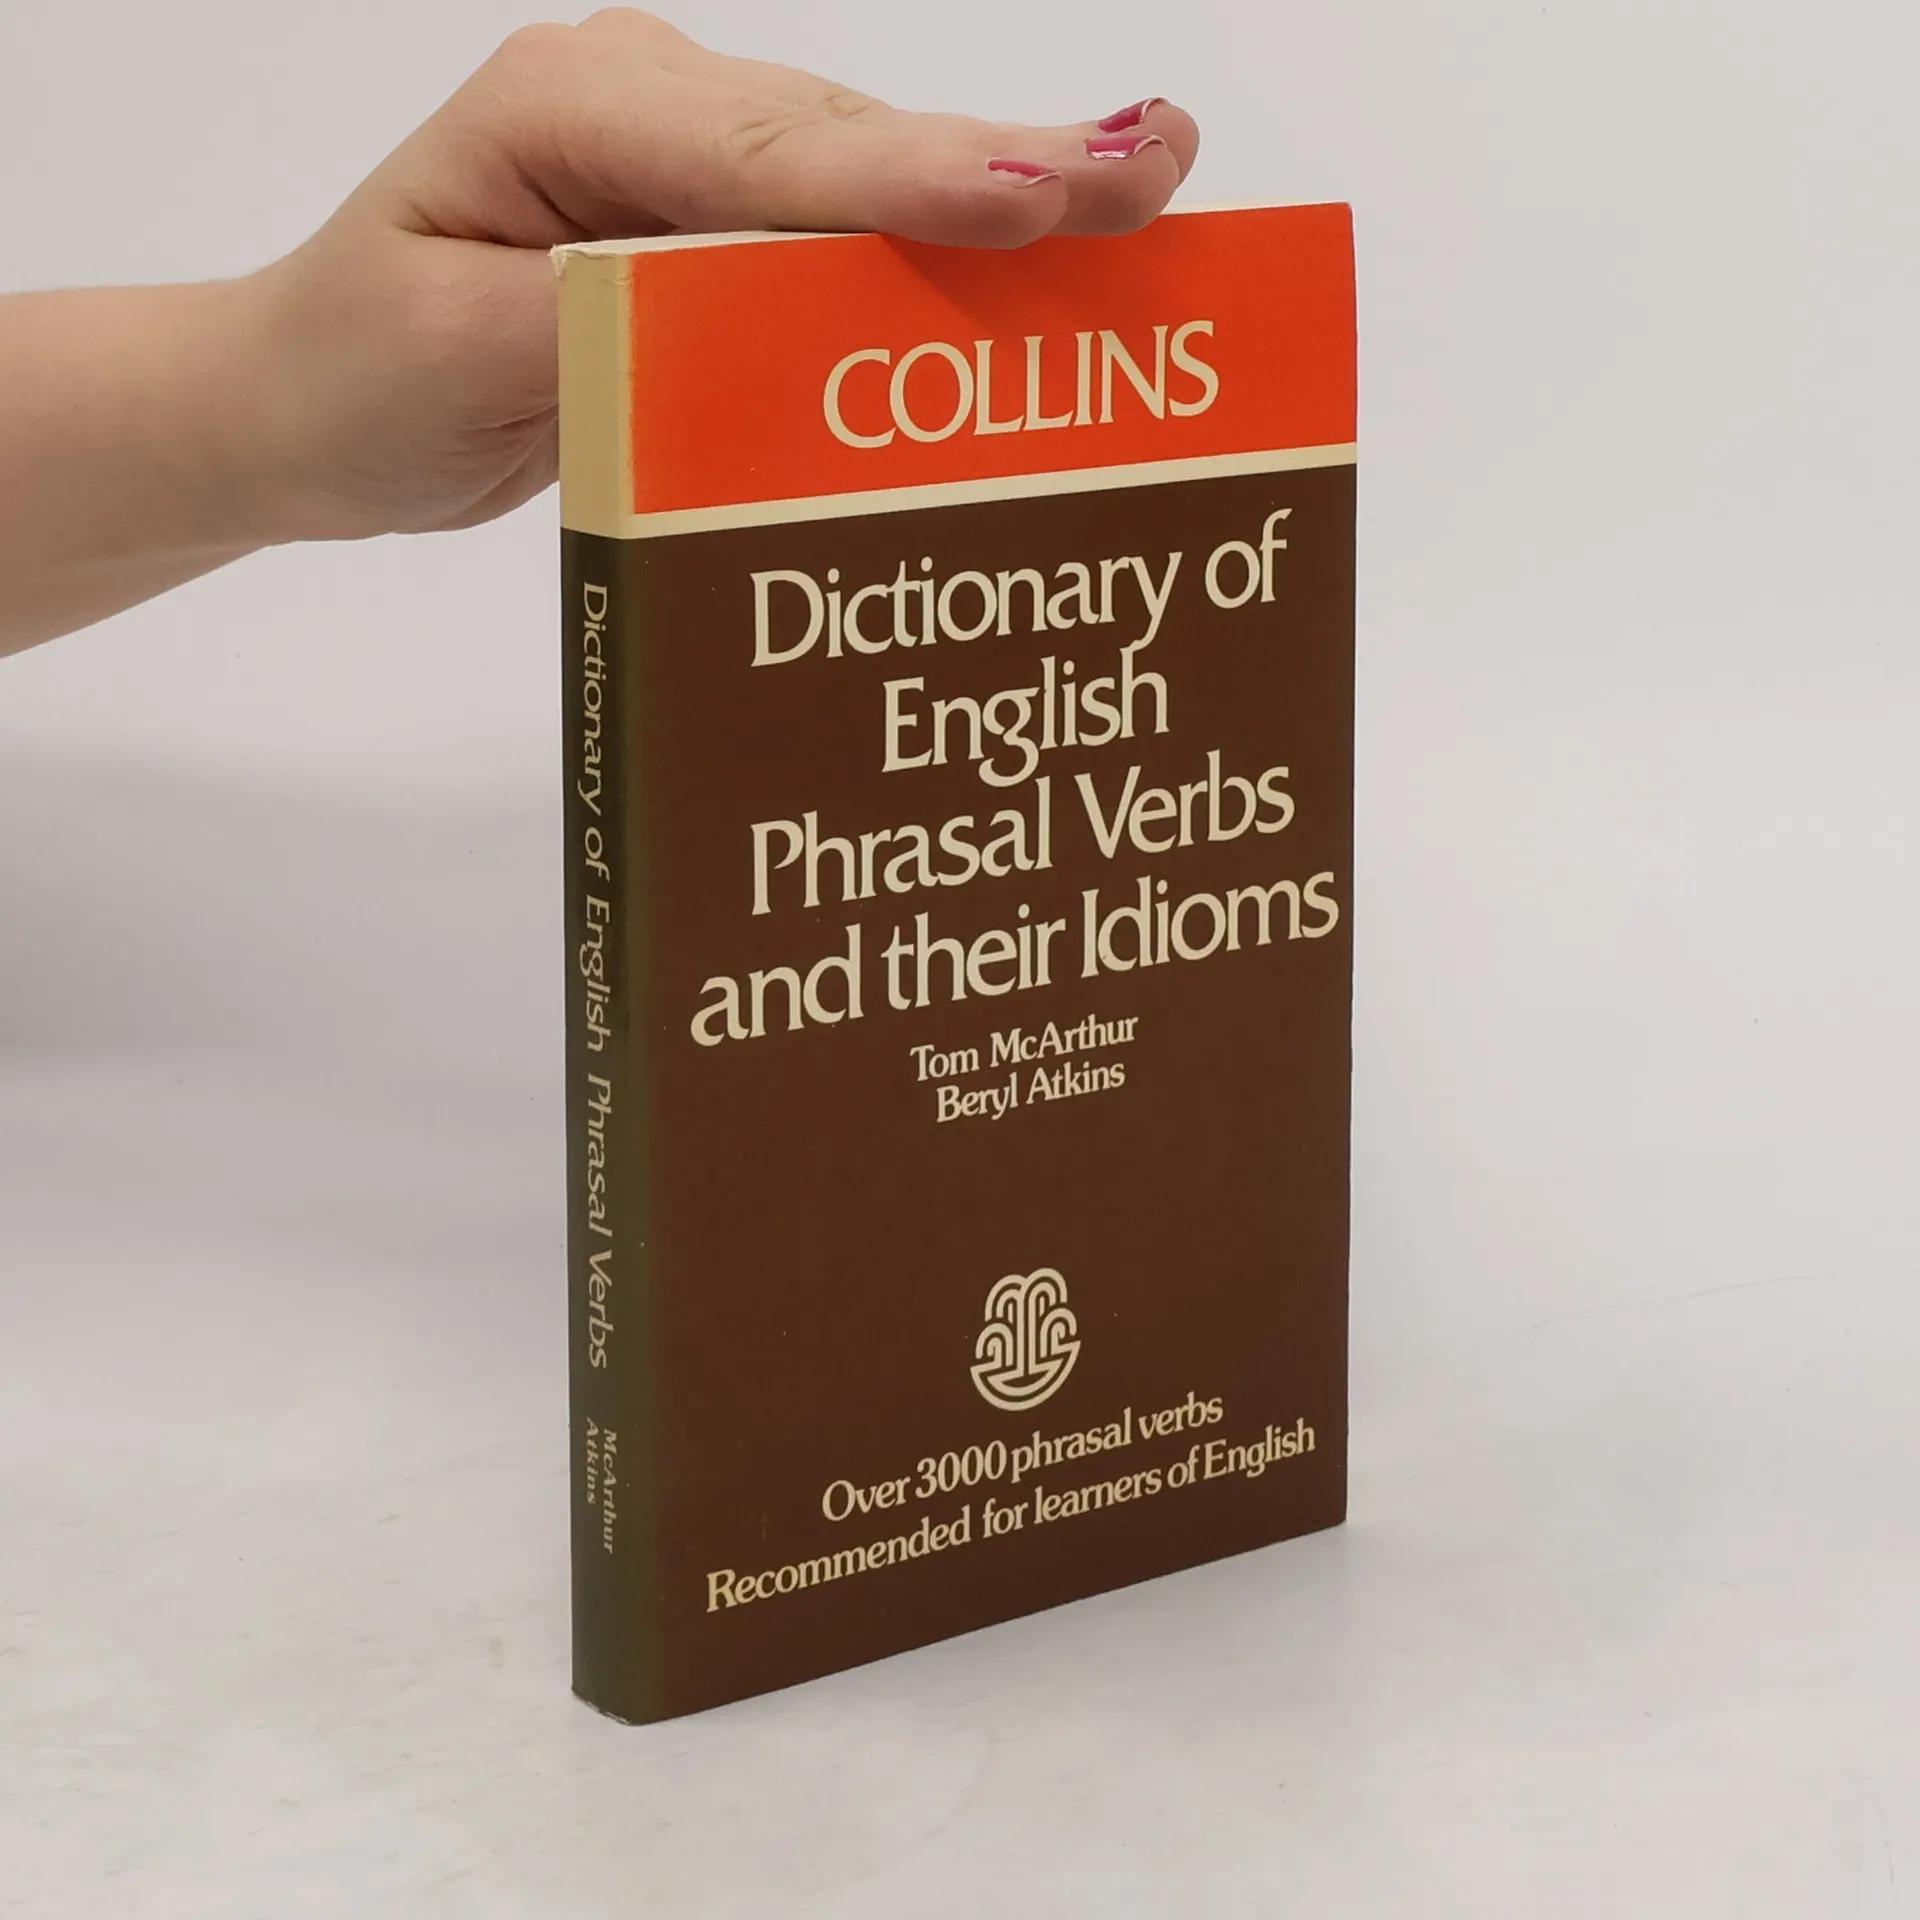 COLLINS
Dictionary of
English
Phrasal Verbs
and their Idioms
Tom McArthur
Beryl Atkins
Over 3000 phrasal verbs
Recommended for learners of English
Dictionary of English Phrasal Verbs
McArthur
Atkins